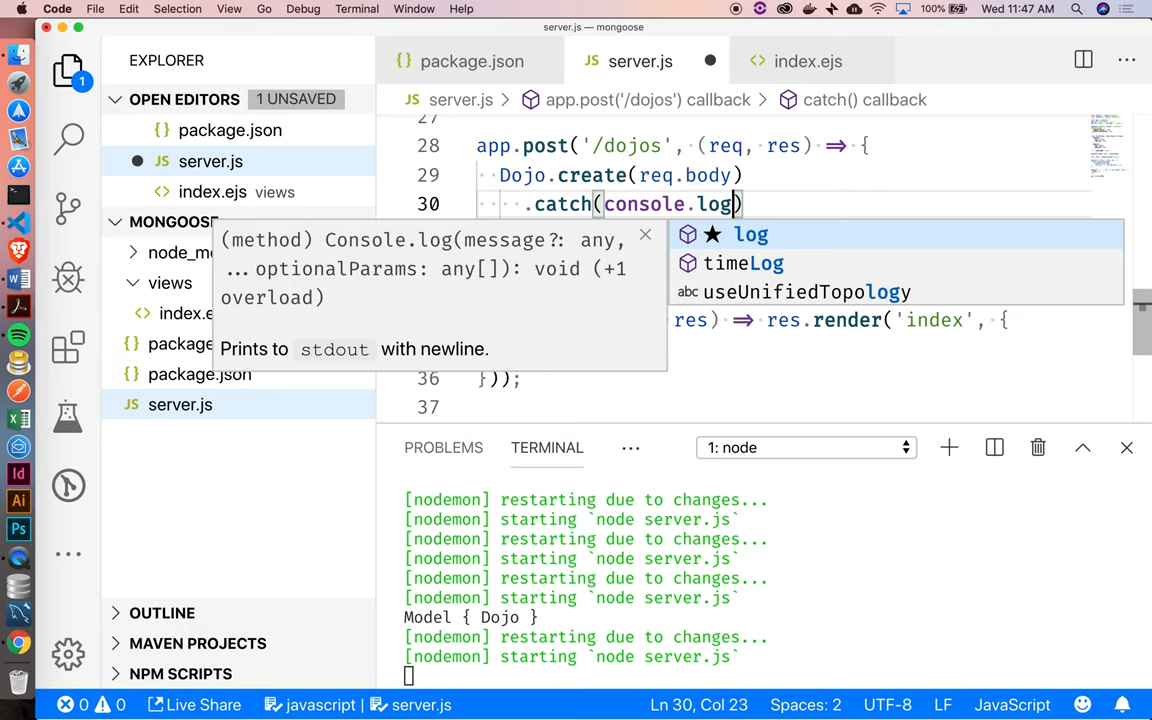 Code File Edit Selection View Go Debug Terminal Window Help 100% Wed 11:47 AM
server.js — mongoose
EXPLORER
OPEN EDITORS 1 UNSAVED
{} package.json
JS server.js
<> index.ejs views
MONGOOSE
node_m
views
<> index.e
{} package
{} package.json
JS server.js
OUTLINE
MAVEN PROJECTS
NPM SCRIPTS
1
{} package.json
JS server.js
<> index.ejs
JS server.js > app.post('/dojos') callback > catch() callback
27
28 app.post('/dojos', (req, res) => {
29 ··Dojo.create(req.body)
30 ····.catch(console.log)
(method) Console.log(message?: any,
...optionalParams: any[]): void (+1
overload)
Prints to stdout with newline.
★ log
timeLog
abc useUnifiedTopology
res) => res.render('index', {
36 }));
37
PROBLEMS TERMINAL ··· 1: node
[nodemon] restarting due to changes...
[nodemon] starting `node server.js`
[nodemon] restarting due to changes...
[nodemon] starting `node server.js`
[nodemon] restarting due to changes...
[nodemon] starting `node server.js`
Model { Dojo }
[nodemon] restarting due to changes...
[nodemon] starting `node server.js`
0 0 Live Share javascript | server.js Ln 30, Col 23 Spaces: 2 UTF-8 LF JavaScript
Id
Ai
Ps